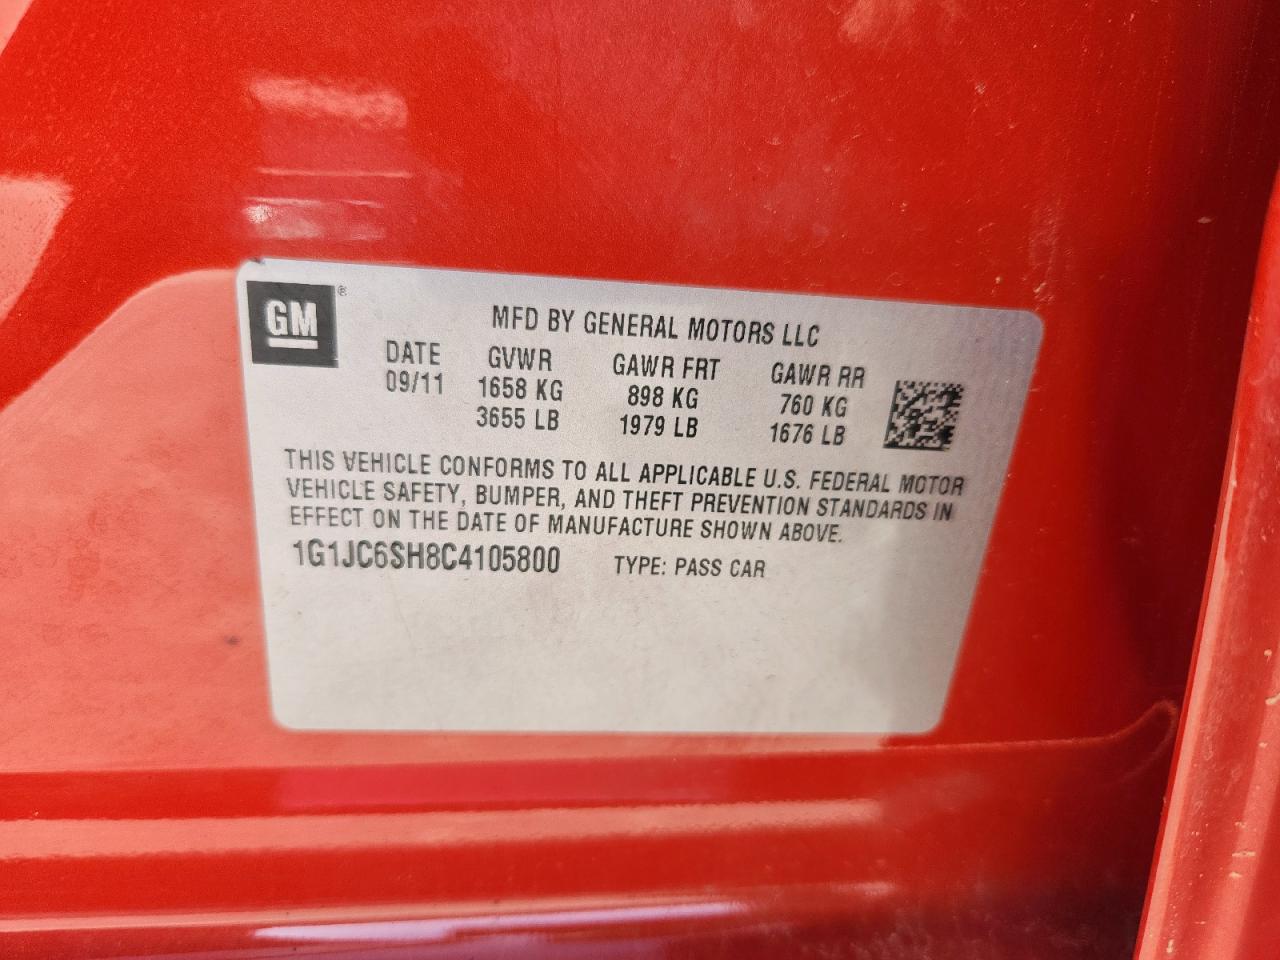 GM ®
MFD BY GENERAL MOTORS LLC
DATE GVWR GAWR FRT GAWR RR
09/11 1658 KG 898 KG 760 KG
3655 LB 1979 LB 1676 LB
THIS VEHICLE CONFORMS TO ALL APPLICABLE U.S. FEDERAL MOTOR
VEHICLE SAFETY, BUMPER, AND THEFT PREVENTION STANDARDS IN
EFFECT ON THE DATE OF MANUFACTURE SHOWN ABOVE.
1G1JC6SH8C4105800 TYPE: PASS CAR